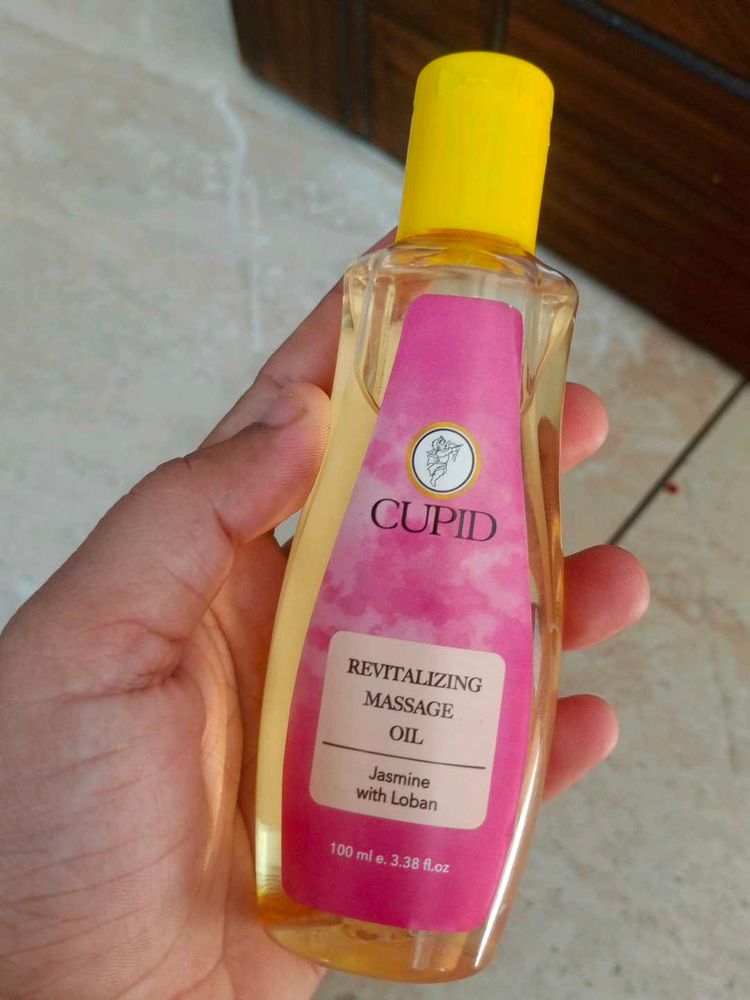 CUPID
REVITALIZING
MASSAGE
OIL
Jasmine
with Loban
100 ml e. 3.38 fl.oz